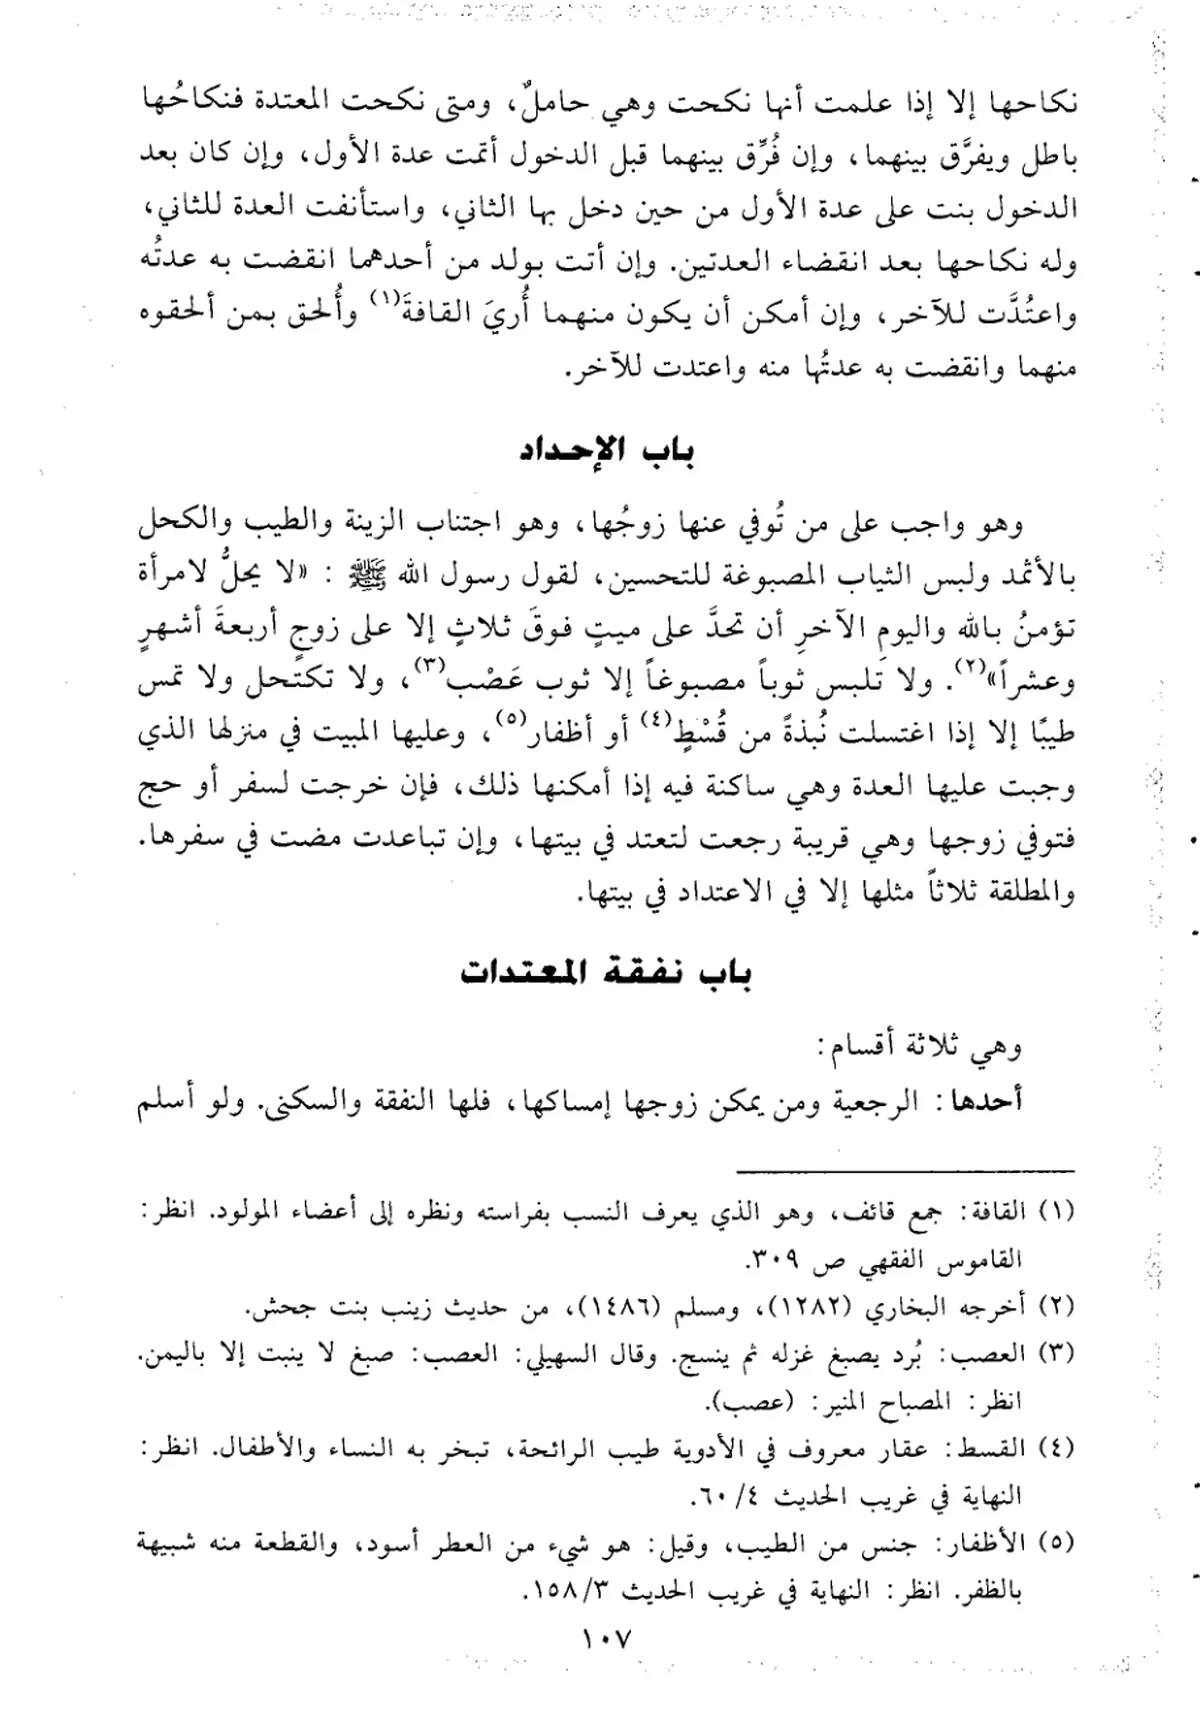 نكاحها إلا إذا علمت أنها نكحت وهي حاملٌ، ومتى نكحت المعتدة فنكاحُها
باطل ويفرَّق بينهما، وإن فُرِّق بينهما قبل الدخول أتمت عدة الأول، وإن كان بعد
الدخول بنت على عدة الأول من حين دخل بها الثاني، واستأنفت العدة للثاني،
وله نكاحها بعد انقضاء العدتين. وإن أتت بولد من أحدهما انقضت به عدتُه
واعتُدَّت للآخر، وإن أمكن أن يكون منهما أُريَ القافةَ(١) وأُلحق بمن ألحقوه
منهما وانقضت به عدتُها منه واعتدت للآخر.
باب الإحداد
وهو واجب على من تُوفي عنها زوجُها، وهو اجتناب الزينة والطيب والكحل
بالأثمد ولبس الثياب المصبوغة للتحسين، لقول رسول الله ﷺ : «لا يحلُّ لامرأة
تؤمنُ بالله واليوم الآخرِ أن تحدَّ على ميتٍ فوقَ ثلاثٍ إلا على زوجٍ أربعةَ أشهرٍ
وعشراً»(٢). ولا تلبس ثوباً مصبوغاً إلا ثوب عَصْب(٣)، ولا تكتحل ولا تمس
طيبًا إلا إذا اغتسلت نُبذةً من قُسْطٍ(٤) أو أظفار(٥)، وعليها المبيت في منزلها الذي
وجبت عليها العدة وهي ساكنة فيه إذا أمكنها ذلك، فإن خرجت لسفر أو حج
فتوفي زوجها وهي قريبة رجعت لتعتد في بيتها، وإن تباعدت مضت في سفرها.
والمطلقة ثلاثاً مثلها إلا في الاعتداد في بيتها.
باب نفقة المعتدات
وهي ثلاثة أقسام:
أحدها: الرجعية ومن يمكن زوجها إمساكها، فلها النفقة والسكنى. ولو أسلم
(١) القافة: جمع قائف، وهو الذي يعرف النسب بفراسته ونظره إلى أعضاء المولود. انظر:
القاموس الفقهي ص ٣٠٩.
(٢) أخرجه البخاري (١٢٨٢)، ومسلم (١٤٨٦)، من حديث زينب بنت جحش.
(٣) العصب: بُرد يصبغ غزله ثم ينسج. وقال السهيلي: العصب: صبغ لا ينبت إلا باليمن.
انظر: المصباح المنير: (عصب).
(٤) القسط: عقار معروف في الأدوية طيب الرائحة، تبخر به النساء والأطفال. انظر:
النهاية في غريب الحديث ٤/ ٦٠.
(٥) الأظفار: جنس من الطيب، وقيل: هو شيء من العطر أسود، والقطعة منه شبيهة
بالظفر. انظر: النهاية في غريب الحديث ٣/ ١٥٨.
١٠٧